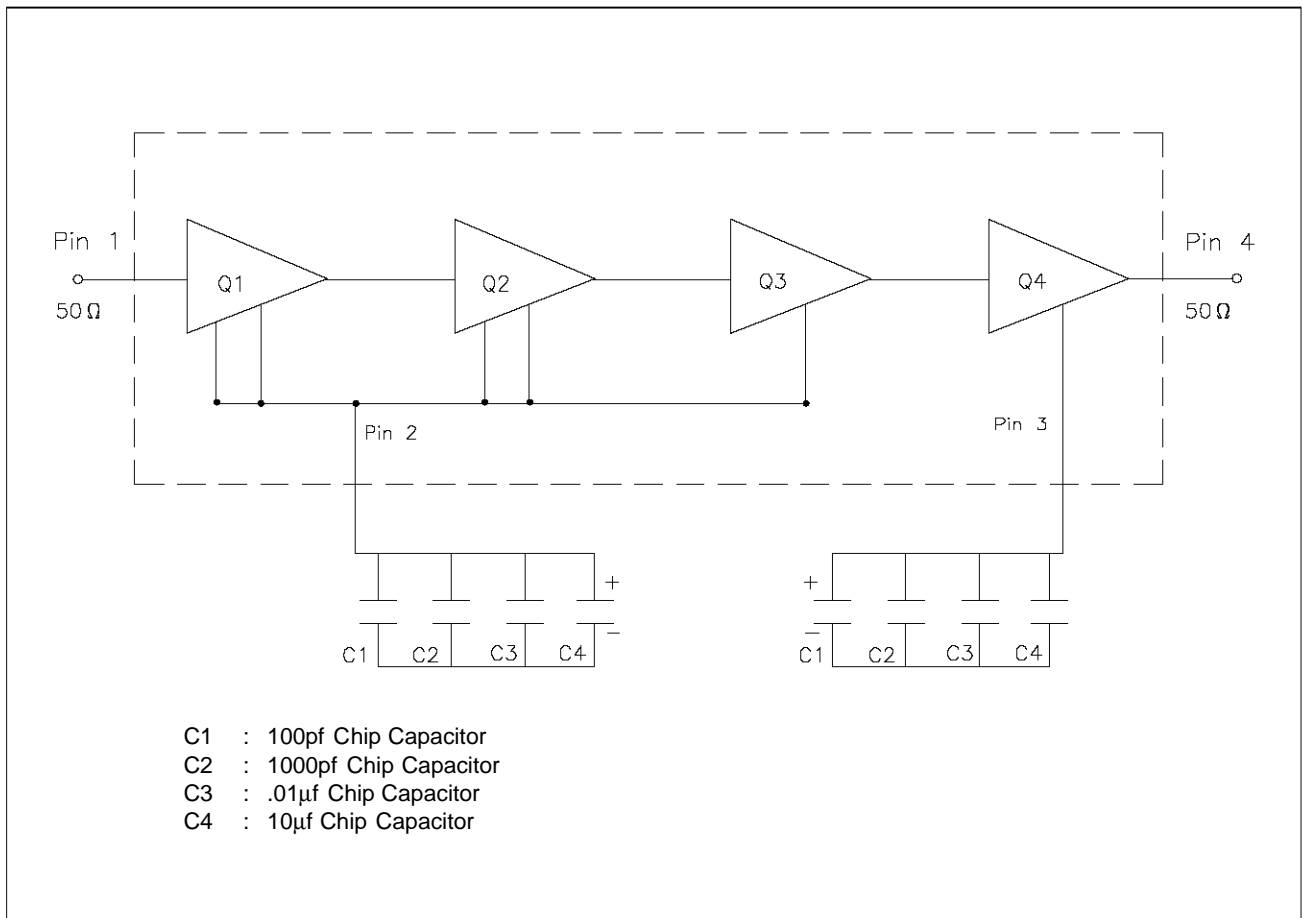 Pin 1
50Ω
Q1
Q2
Q3
Q4
Pin 4
50Ω
Pin 2
Pin 3
+
-
C1
C2
C3
C4
+
-
C1
C2
C3
C4
C1 : 100pf Chip Capacitor
C2 : 1000pf Chip Capacitor
C3 : .01µf Chip Capacitor
C4 : 10µf Chip Capacitor